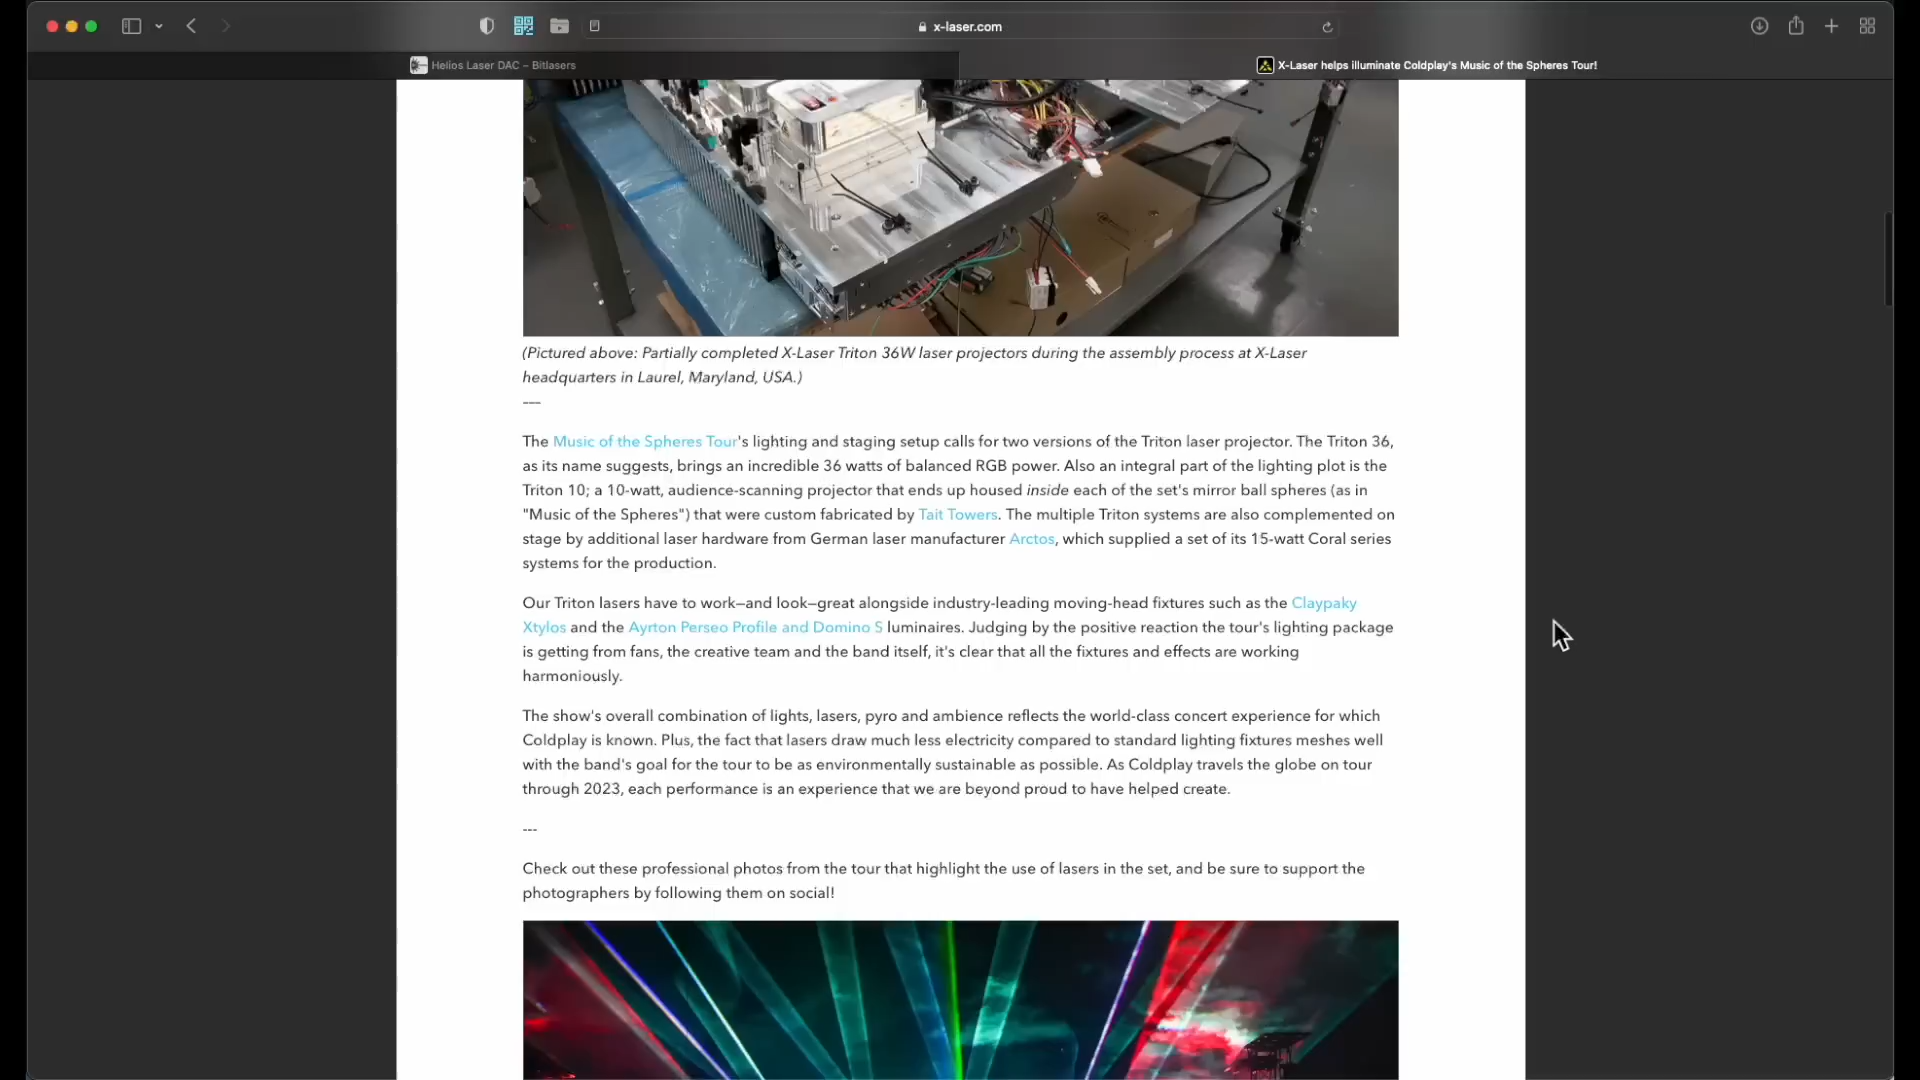 x-laser.com
Helios Laser DAC – Bitlasers
X-Laser helps illuminate Coldplay's Music of the Spheres Tour!
(Pictured above: Partially completed X-Laser Triton 36W laser projectors during the assembly process at X-Laser
headquarters in Laurel, Maryland, USA.)
---
The Music of the Spheres Tour's lighting and staging setup calls for two versions of the Triton laser projector. The Triton 36,
as its name suggests, brings an incredible 36 watts of balanced RGB power. Also an integral part of the lighting plot is the
Triton 10; a 10-watt, audience-scanning projector that ends up housed inside each of the set's mirror ball spheres (as in
"Music of the Spheres") that were custom fabricated by Tait Towers. The multiple Triton systems are also complemented on
stage by additional laser hardware from German laser manufacturer Arctos, which supplied a set of its 15-watt Coral series
systems for the production.
Our Triton lasers have to work—and look—great alongside industry-leading moving-head fixtures such as the Claypaky
Xtylos and the Ayrton Perseo Profile and Domino S luminaires. Judging by the positive reaction the tour's lighting package
is getting from fans, the creative team and the band itself, it's clear that all the fixtures and effects are working
harmoniously.
The show's overall combination of lights, lasers, pyro and ambience reflects the world-class concert experience for which
Coldplay is known. Plus, the fact that lasers draw much less electricity compared to standard lighting fixtures meshes well
with the band's goal for the tour to be as environmentally sustainable as possible. As Coldplay travels the globe on tour
through 2023, each performance is an experience that we are beyond proud to have helped create.
---
Check out these professional photos from the tour that highlight the use of lasers in the set, and be sure to support the
photographers by following them on social!